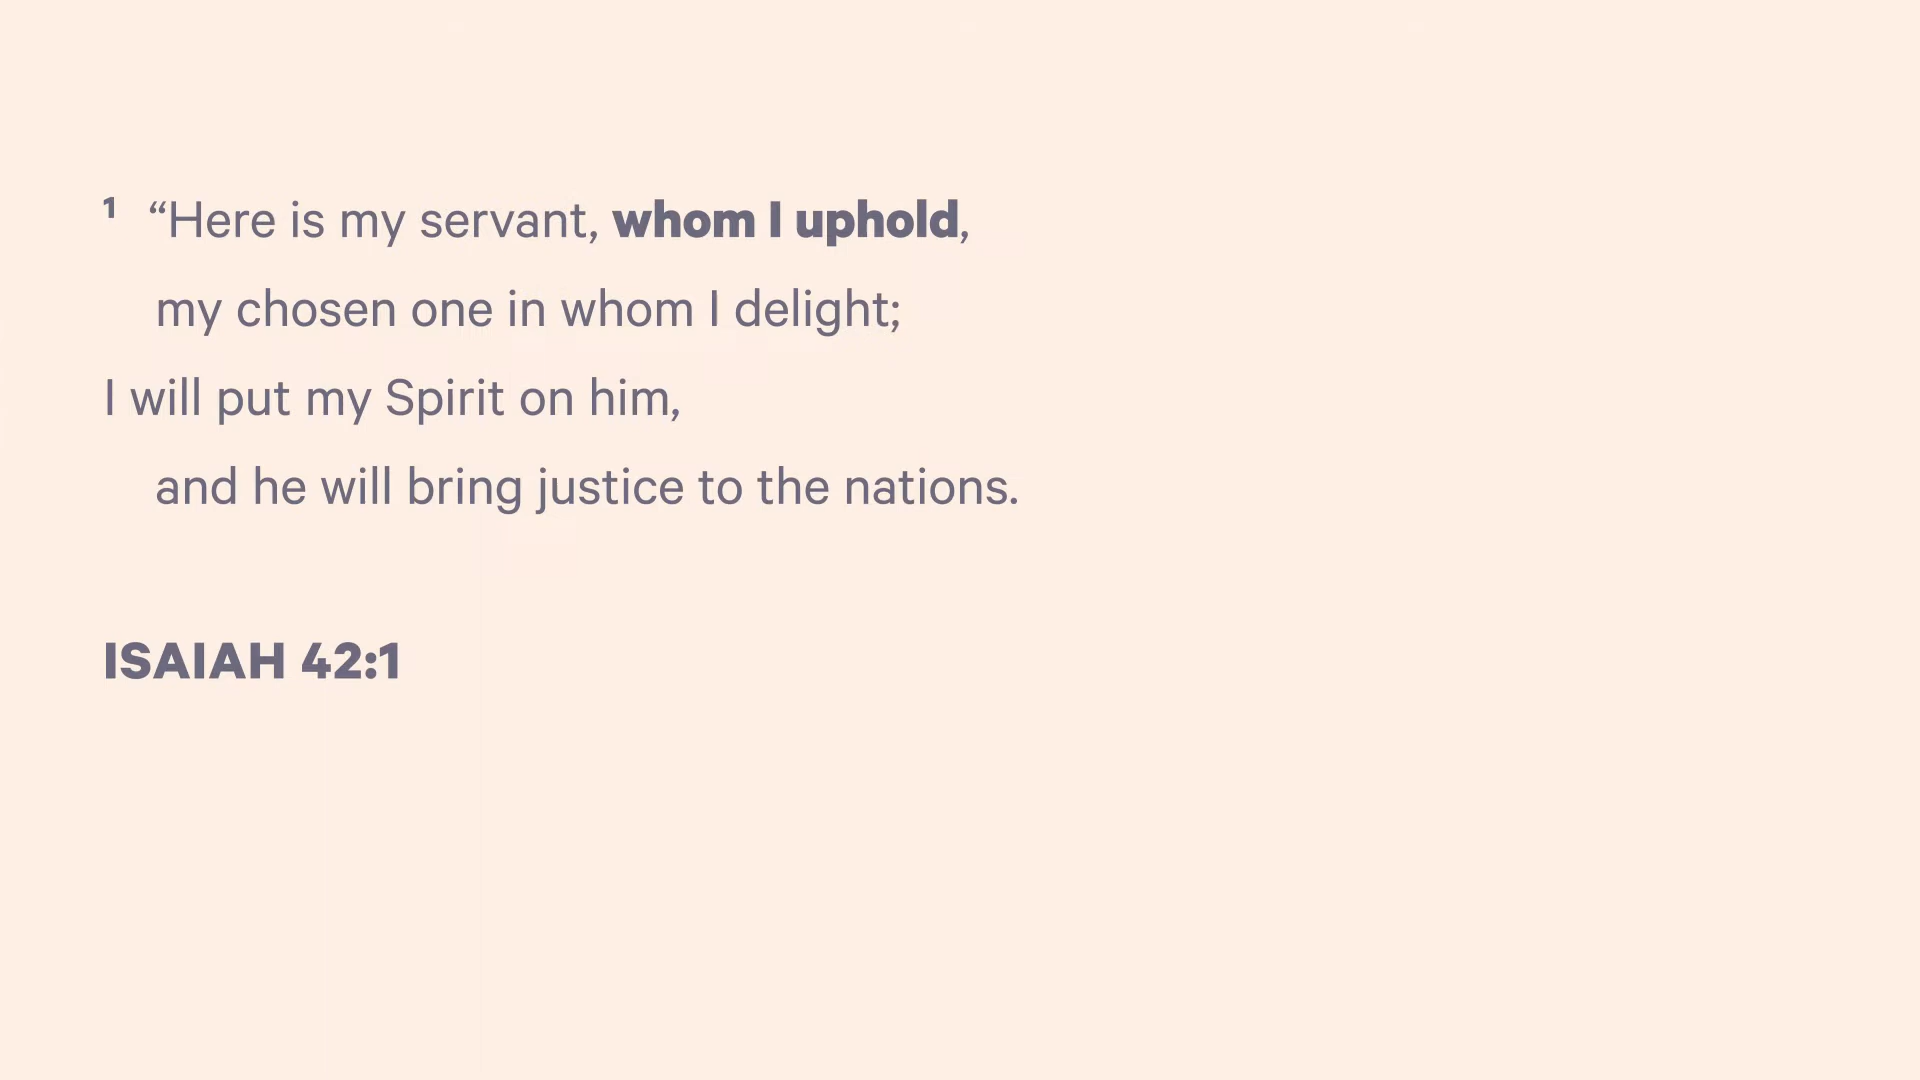 1 “Here is my servant, whom I uphold,
my chosen one in whom I delight;
I will put my Spirit on him,
and he will bring justice to the nations.
ISAIAH 42:1